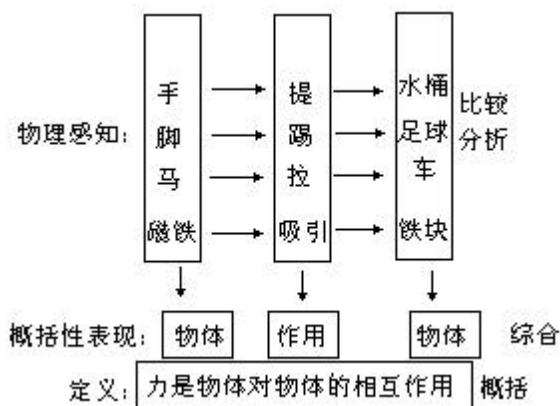 手 提 水桶
脚 踢 足球
马 拉 车
磁铁 吸引 铁块
物理感知：
比较
分析
概括性表现： 物体 作用 物体 综合
定义： 力是物体对物体的相互作用 概括